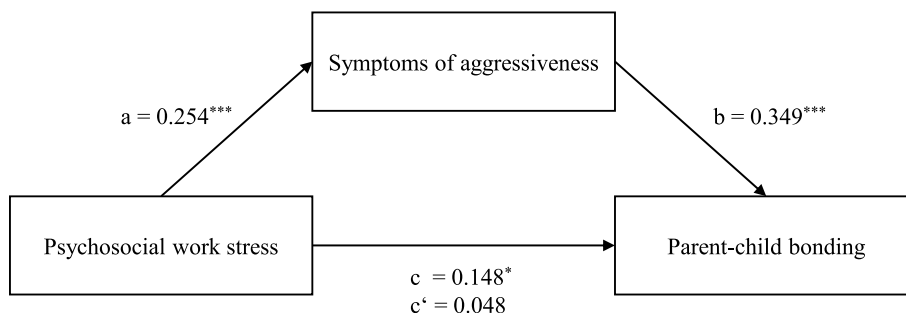 Symptoms of aggressiveness
a = 0.254***
b = 0.349***
Psychosocial work stress
Parent-child bonding
c = 0.148*
c‘ = 0.048